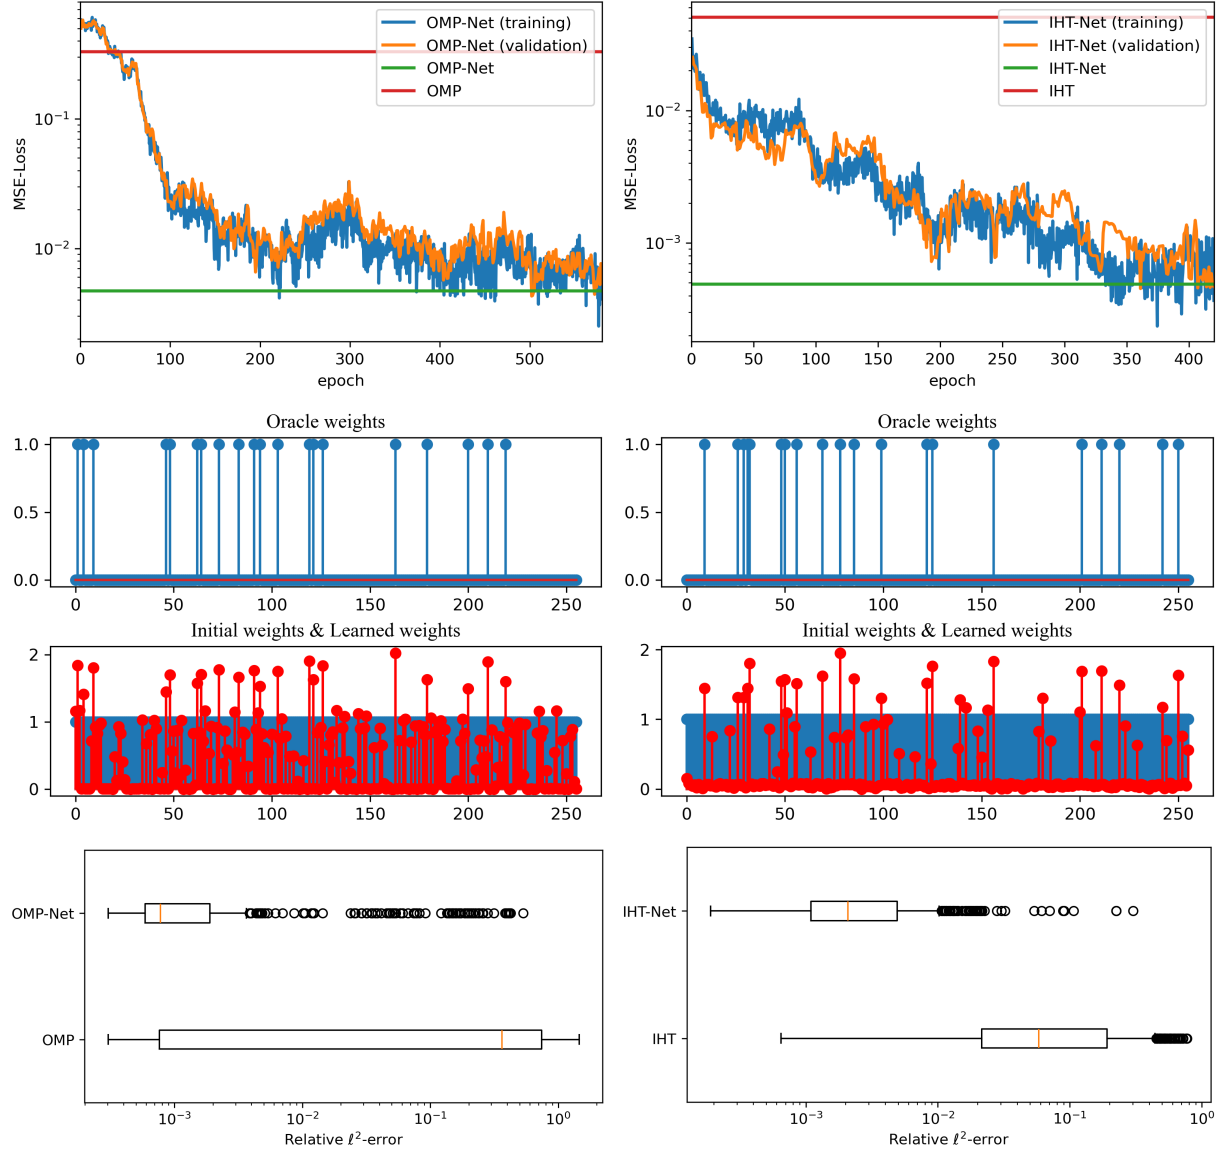 OMP-Net (training)
OMP-Net (validation)
OMP-Net
OMP
10⁻¹
10⁻²
MSE-Loss
0 100 200 300 400 500
epoch
IHT-Net (training)
IHT-Net (validation)
IHT-Net
IHT
10⁻²
10⁻³
MSE-Loss
0 50 100 150 200 250 300 350 400
epoch
Oracle weights
1.0
0.5
0.0
0 50 100 150 200 250
Oracle weights
1.0
0.5
0.0
0 50 100 150 200 250
Initial weights & Learned weights
2
1
0
0 50 100 150 200 250
Initial weights & Learned weights
2
1
0
0 50 100 150 200 250
OMP-Net
OMP
10⁻³ 10⁻² 10⁻¹ 10⁰
Relative ℓ²-error
IHT-Net
IHT
10⁻³ 10⁻² 10⁻¹ 10⁰
Relative ℓ²-error